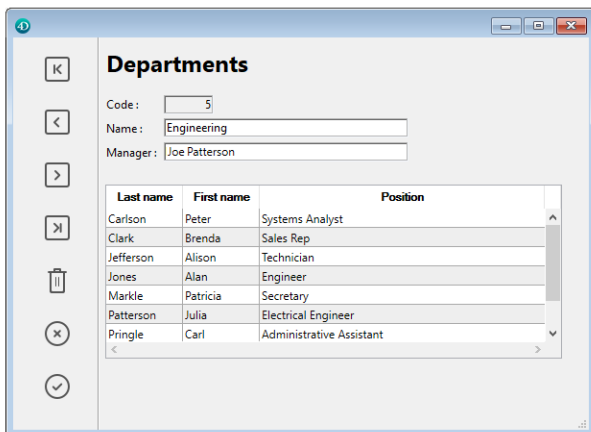 4D
Departments
Code : 5
Name : Engineering
Manager : Joe Patterson
Last name First name Position
Carlson Peter Systems Analyst
Clark Brenda Sales Rep
Jefferson Alison Technician
Jones Alan Engineer
Markle Patricia Secretary
Patterson Julia Electrical Engineer
Pringle Carl Administrative Assistant